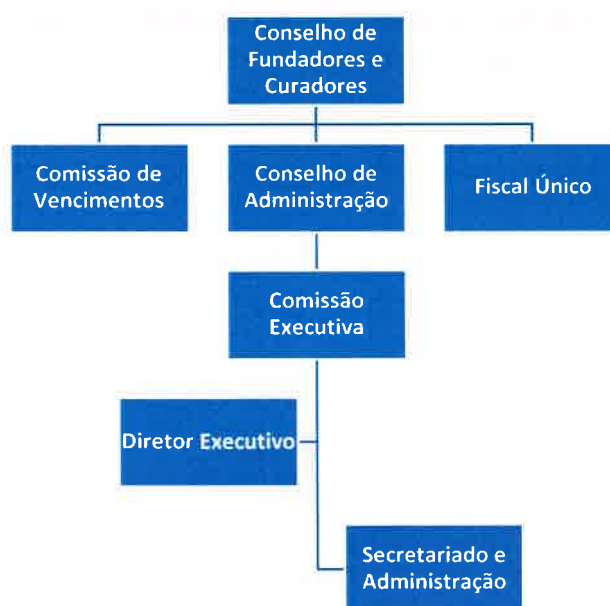 Conselho de
Fundadores e
Curadores
Comissão de
Vencimentos
Conselho de
Administração
Fiscal Único
Comissão
Executiva
Diretor Executivo
Secretariado e
Administração